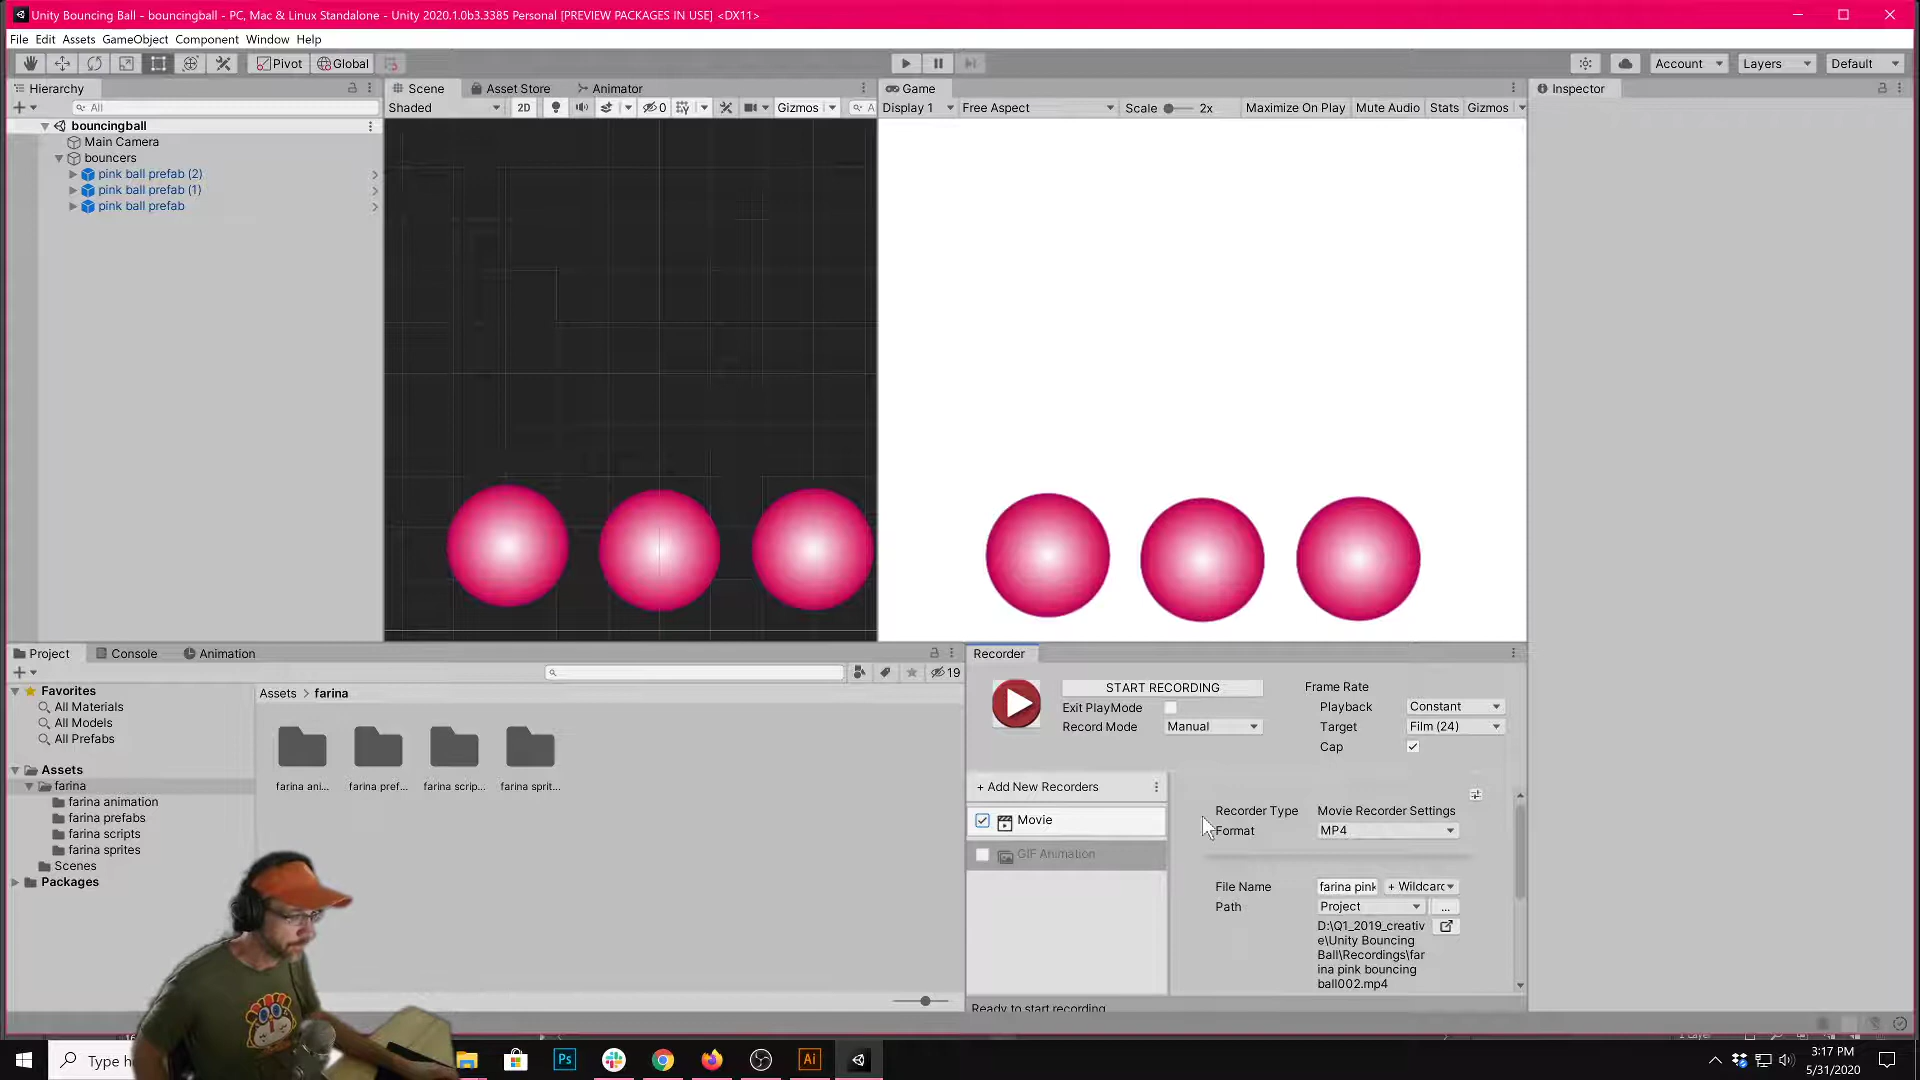 Unity Bouncing Ball - bouncingball - PC, Mac & Linux Standalone - Unity 2020.1.0b3.3385 Personal [PREVIEW PACKAGES IN USE] <DX11>
File Edit Assets GameObject Component Window Help
Pivot Global Account Layers Default
Hierarchy
All
bouncingball
Main Camera
bouncers
pink ball prefab (2)
pink ball prefab (1)
pink ball prefab
Scene Asset Store Animator
Shaded 2D 0 Gizmos A
Game
Display 1 Free Aspect Scale 2x Maximize On Play Mute Audio Stats Gizmos
Inspector
Project Console Animation
19
Favorites
All Materials
All Models
All Prefabs
Assets
farina
farina animation
farina prefabs
farina scripts
farina sprites
Scenes
Packages
Assets > farina
farina ani... farina pref... farina scrip... farina sprit...
Recorder
START RECORDING
Exit PlayMode
Record Mode Manual
Frame Rate
Playback Constant
Target Film (24)
Cap
+ Add New Recorders
Movie
GIF Animation
Recorder Type Movie Recorder Settings
Format MP4
File Name farina pink + Wildcarc
Path Project ...
D:\Q1_2019_creativ
e\Unity Bouncing
Ball\Recordings\far
ina pink bouncing
ball002.mp4
Ready to start recording
Type he
Ps
Ai
3:17 PM
5/31/2020